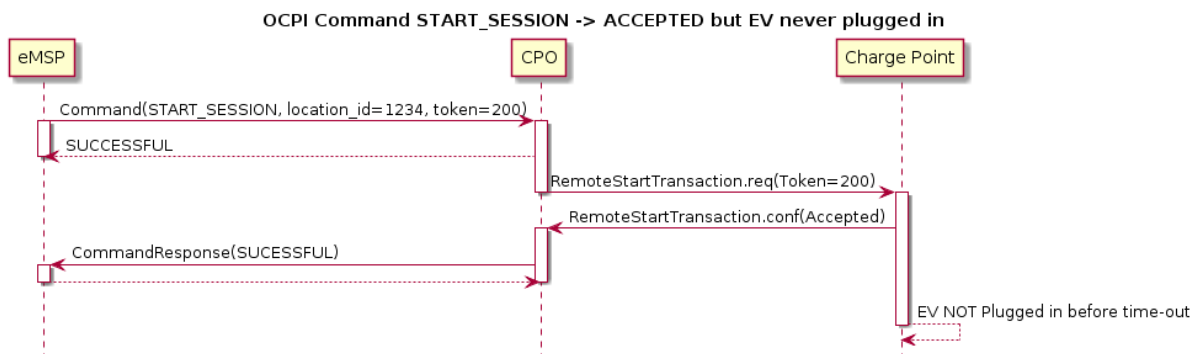 OCPI Command START_SESSION -> ACCEPTED but EV never plugged in
eMSP
CPO
Charge Point
Command(START_SESSION, location_id=1234, token=200)
SUCCESSFUL
RemoteStartTransaction.req(Token=200)
RemoteStartTransaction.conf(Accepted)
CommandResponse(SUCESSFUL)
EV NOT Plugged in before time-out